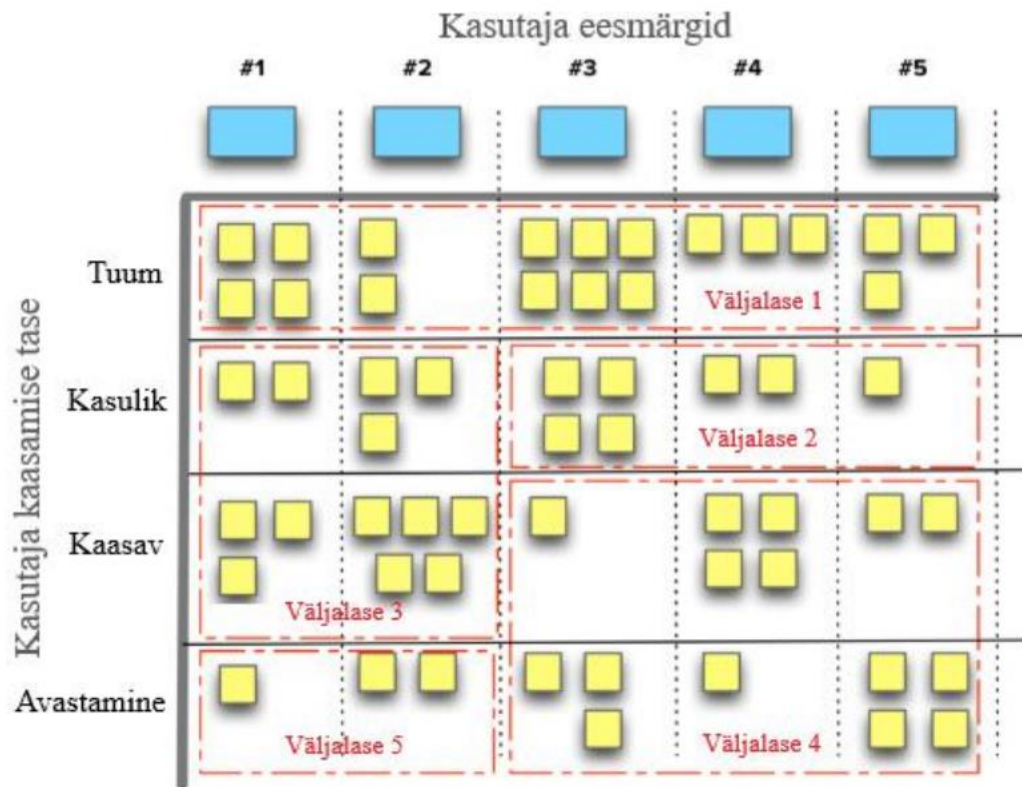 Kasutaja eesmärgid
#1 #2 #3 #4 #5
Kasutaja kaasamise tase
Tuum
Väljalase 1
Kasulik
Väljalase 2
Kaasav
Väljalase 3
Avastamine
Väljalase 5
Väljalase 4